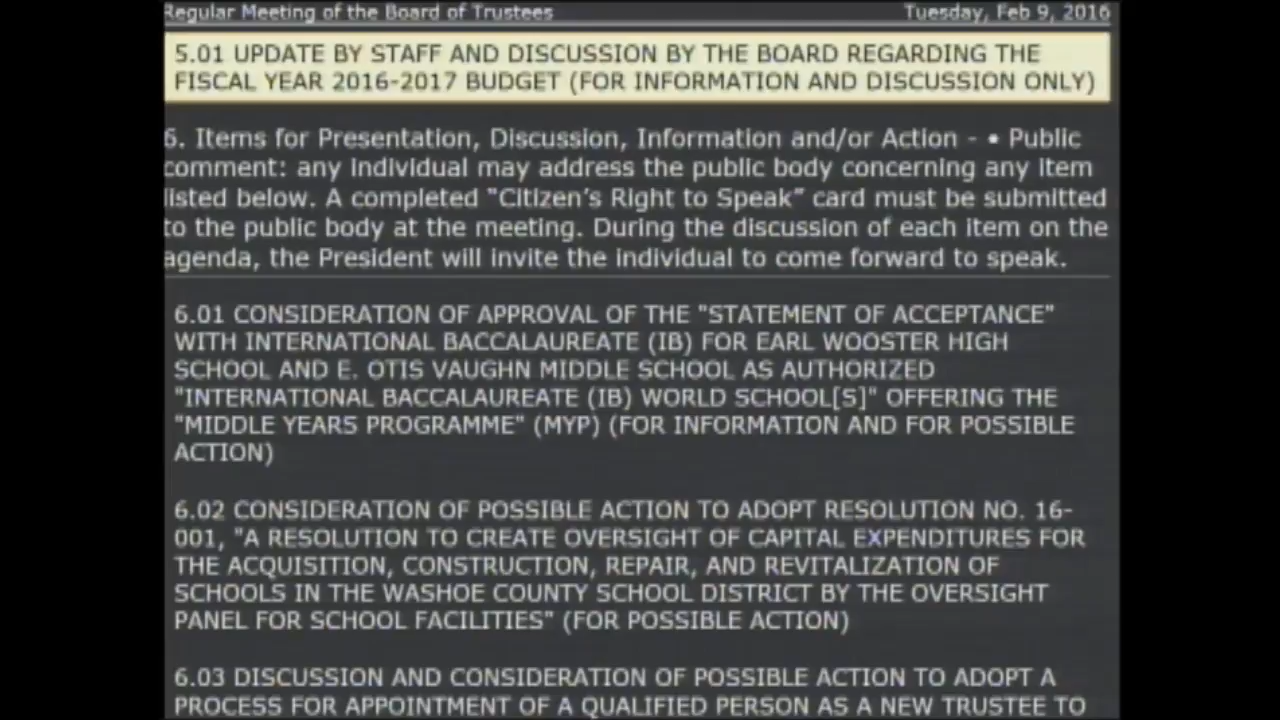 Regular Meeting of the Board of Trustees
Tuesday, Feb 9, 2016
5.01 UPDATE BY STAFF AND DISCUSSION BY THE BOARD REGARDING THE
FISCAL YEAR 2016-2017 BUDGET (FOR INFORMATION AND DISCUSSION ONLY)
6. Items for Presentation, Discussion, Information and/or Action - • Public
comment: any individual may address the public body concerning any item
listed below. A completed "Citizen’s Right to Speak” card must be submitted
to the public body at the meeting. During the discussion of each item on the
agenda, the President will invite the individual to come forward to speak.
6.01 CONSIDERATION OF APPROVAL OF THE "STATEMENT OF ACCEPTANCE"
WITH INTERNATIONAL BACCALAUREATE (IB) FOR EARL WOOSTER HIGH
SCHOOL AND E. OTIS VAUGHN MIDDLE SCHOOL AS AUTHORIZED
"INTERNATIONAL BACCALAUREATE (IB) WORLD SCHOOL[S]" OFFERING THE
"MIDDLE YEARS PROGRAMME" (MYP) (FOR INFORMATION AND FOR POSSIBLE
ACTION)
6.02 CONSIDERATION OF POSSIBLE ACTION TO ADOPT RESOLUTION NO. 16-
001, "A RESOLUTION TO CREATE OVERSIGHT OF CAPITAL EXPENDITURES FOR
THE ACQUISITION, CONSTRUCTION, REPAIR, AND REVITALIZATION OF
SCHOOLS IN THE WASHOE COUNTY SCHOOL DISTRICT BY THE OVERSIGHT
PANEL FOR SCHOOL FACILITIES" (FOR POSSIBLE ACTION)
6.03 DISCUSSION AND CONSIDERATION OF POSSIBLE ACTION TO ADOPT A
PROCESS FOR APPOINTMENT OF A QUALIFIED PERSON AS A NEW TRUSTEE TO